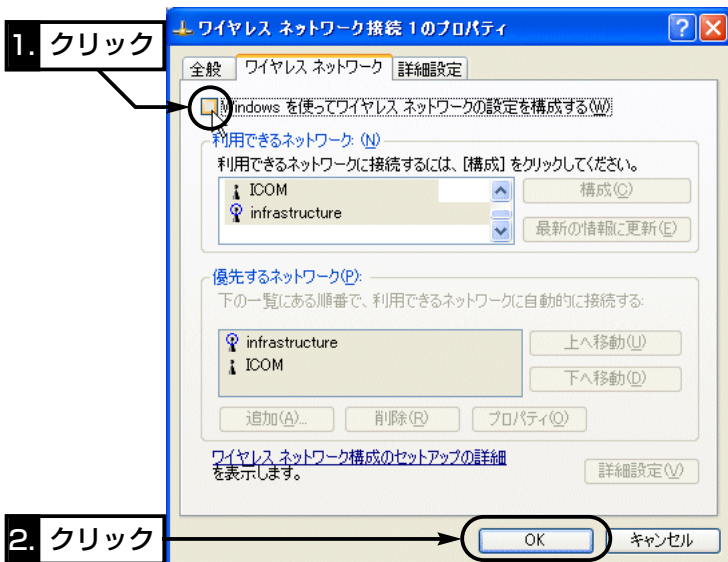 ワイヤレス ネットワーク接続 1のプロパティ
全般 ワイヤレス ネットワーク 詳細設定
1. クリック
Windows を使ってワイヤレス ネットワークの設定を構成する(W)
利用できるネットワーク: (N)
利用できるネットワークに接続するには、[構成] をクリックしてください。
ICOM
infrastructure
構成(C)
最新の情報に更新(E)
優先するネットワーク(P):
下の一覧にある順番で、利用できるネットワークに自動的に接続する:
infrastructure
ICOM
上へ移動(U)
下へ移動(D)
追加(A)... 削除(R) プロパティ(O)
ワイヤレス ネットワーク構成のセットアップの詳細
を表示します。
詳細設定(V)
2. クリック
OK キャンセル